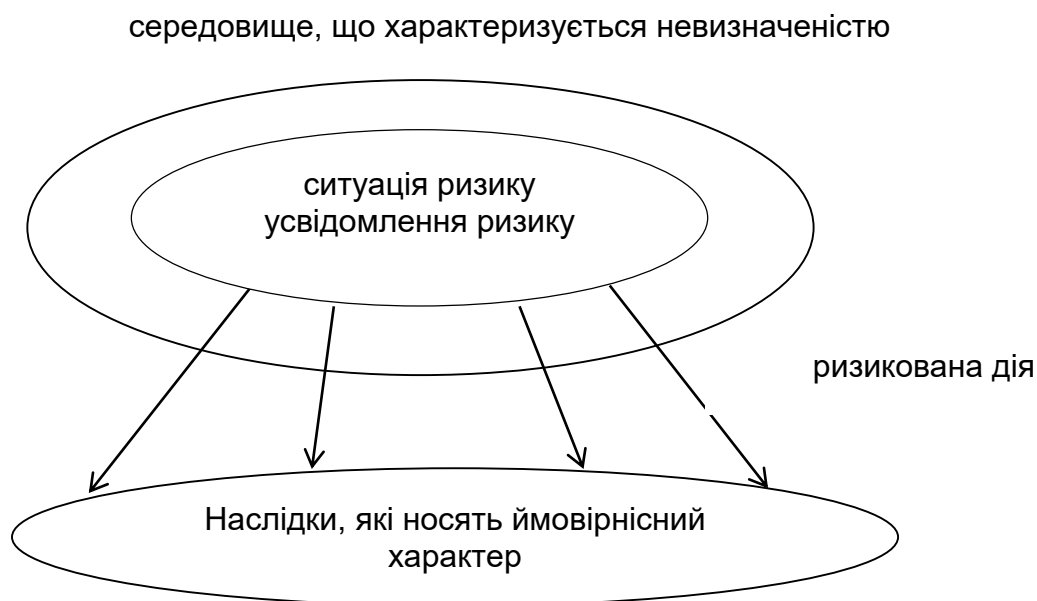 середовище, що характеризується невизначеністю
ситуація ризику
усвідомлення ризику
ризикована дія
Наслідки, які носять ймовірнісний
характер